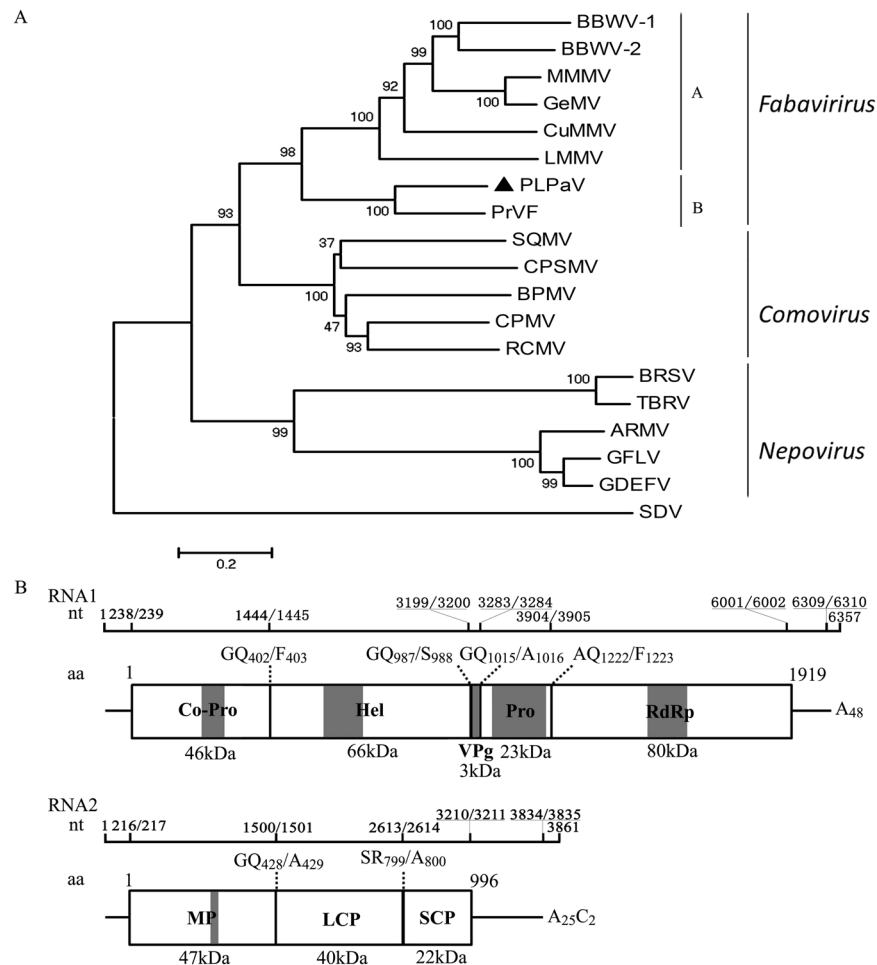 A
BBWV-1
100
BBWV-2
99
MMMV
A
92
100
GeMV
Fabavirirus
100
CuMMV
98
LMMV
PLPaV
93
100
PrVF
B
37
SQMV
CPSMV
100
BPMV
Comovirus
47
CPMV
93
RCMV
100
BRSV
TBRV
99
ARMV
Nepovirus
100
GFLV
99
GDEFV
SDV
0.2
B
RNA1
nt
1 238/239
1444/1445
3199/3200
3283/3284
3904/3905
6001/6002
6309/6310
6357
GQ402/F403
GQ987/S988
GQ1015/A1016
AQ1222/F1223
aa
1
1919
Co-Pro
Hel
Pro
RdRp
A48
46kDa
66kDa
VPg
23kDa
80kDa
3kDa
RNA2
nt
1 216/217
1500/1501
2613/2614
3210/3211
3834/3835
3861
GQ428/A429
SR799/A800
aa
1
996
MP
LCP
SCP
A25C2
47kDa
40kDa
22kDa